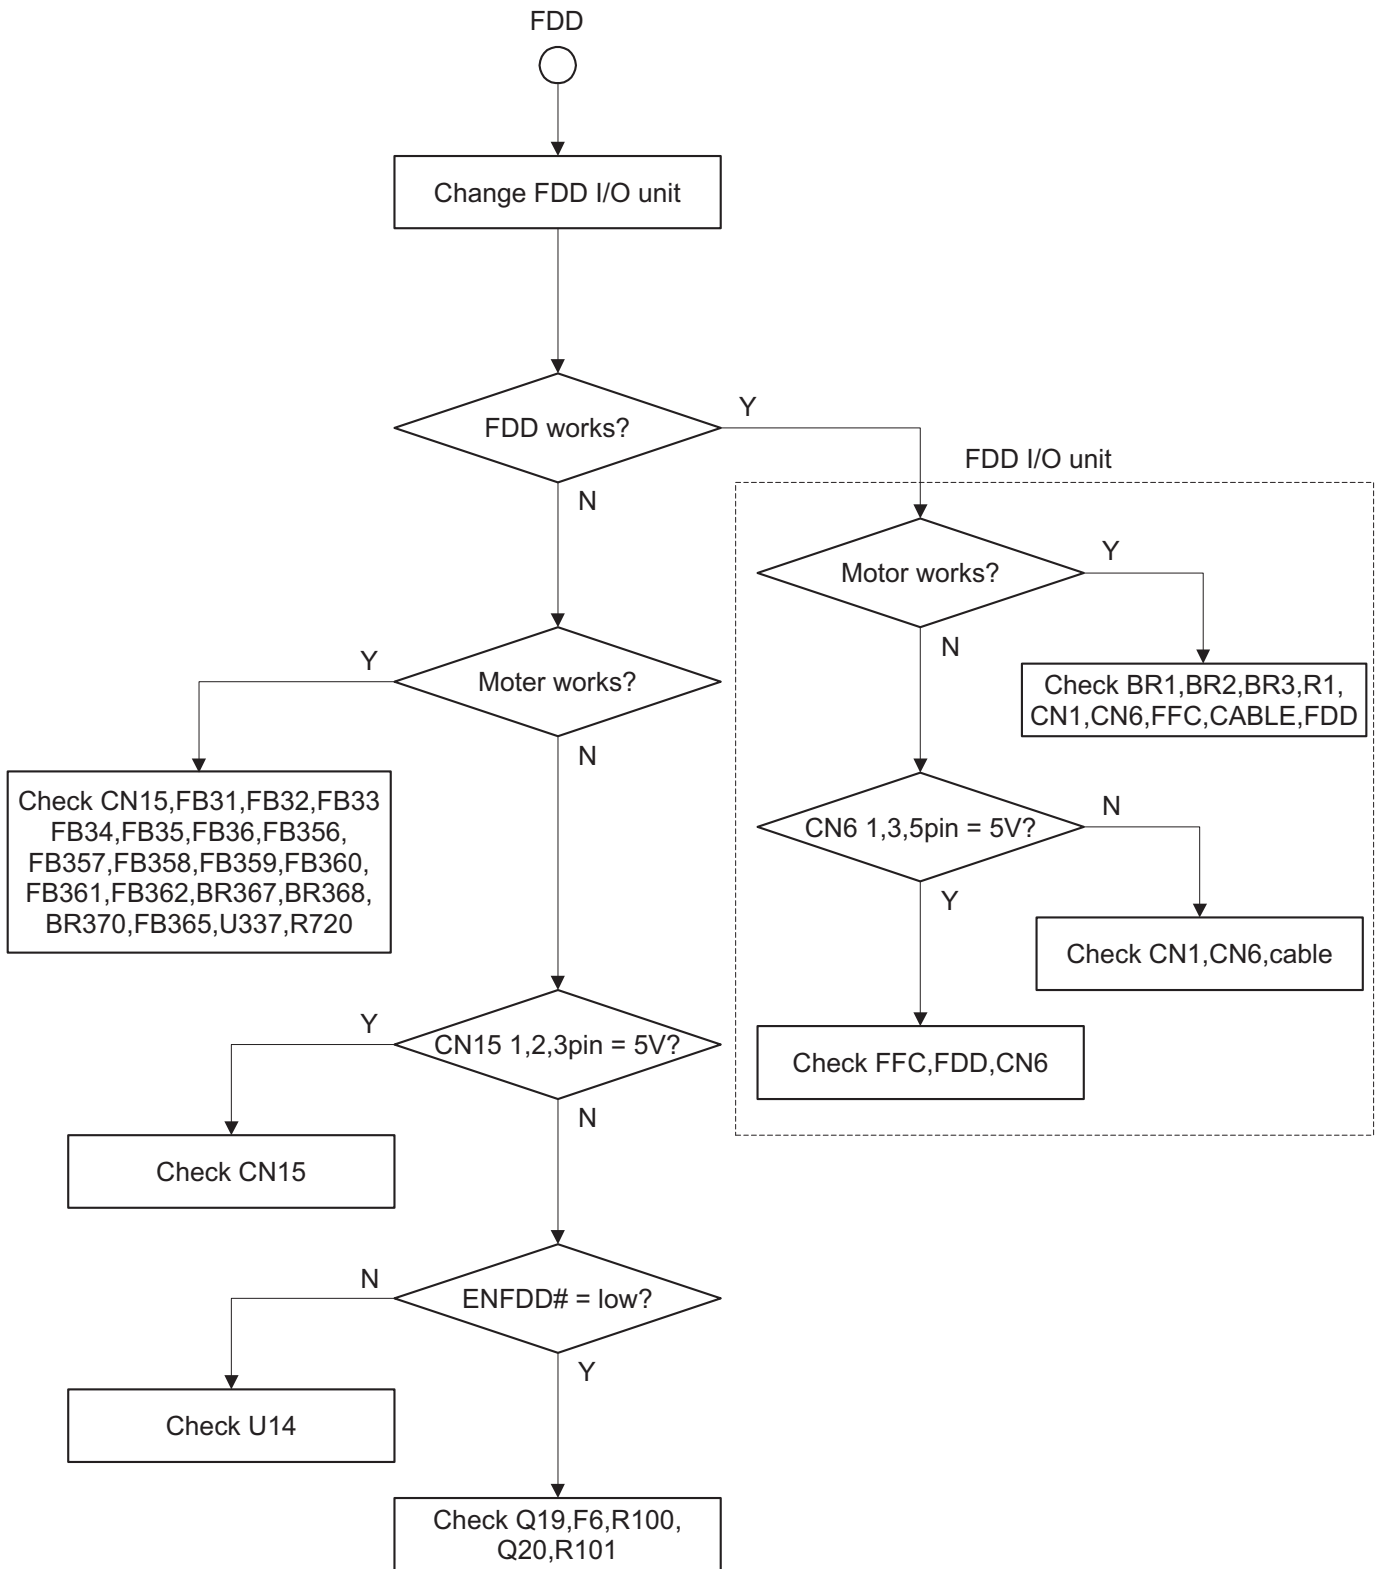 FDD
Change FDD I/O unit
FDD works?
Y
N
FDD I/O unit
Motor works?
Y
N
Check BR1,BR2,BR3,R1,
CN1,CN6,FFC,CABLE,FDD
CN6 1,3,5pin = 5V?
N
Y
Check CN1,CN6,cable
Check FFC,FDD,CN6
Moter works?
Y
N
Check CN15,FB31,FB32,FB33
FB34,FB35,FB36,FB356,
FB357,FB358,FB359,FB360,
FB361,FB362,BR367,BR368,
BR370,FB365,U337,R720
CN15 1,2,3pin = 5V?
Y
N
Check CN15
ENFDD# = low?
N
Y
Check U14
Check Q19,F6,R100,
Q20,R101